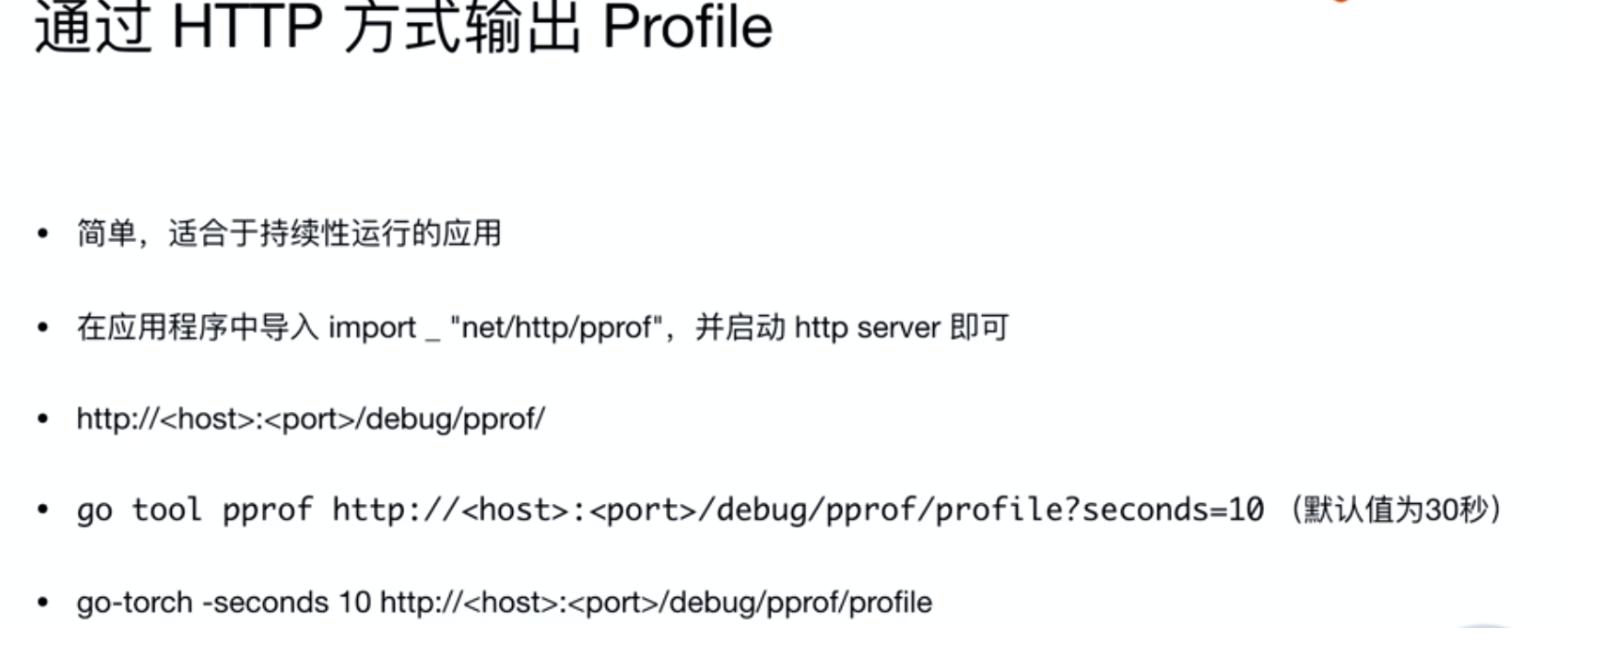 通过 HTTP 方式输出 Profile
• 简单，适合于持续性运行的应用
• 在应用程序中导入 import _ "net/http/pprof"，并启动 http server 即可
• http://<host>:<port>/debug/pprof/
• go tool pprof http://<host>:<port>/debug/pprof/profile?seconds=10 （默认值为30秒）
• go-torch -seconds 10 http://<host>:<port>/debug/pprof/profile